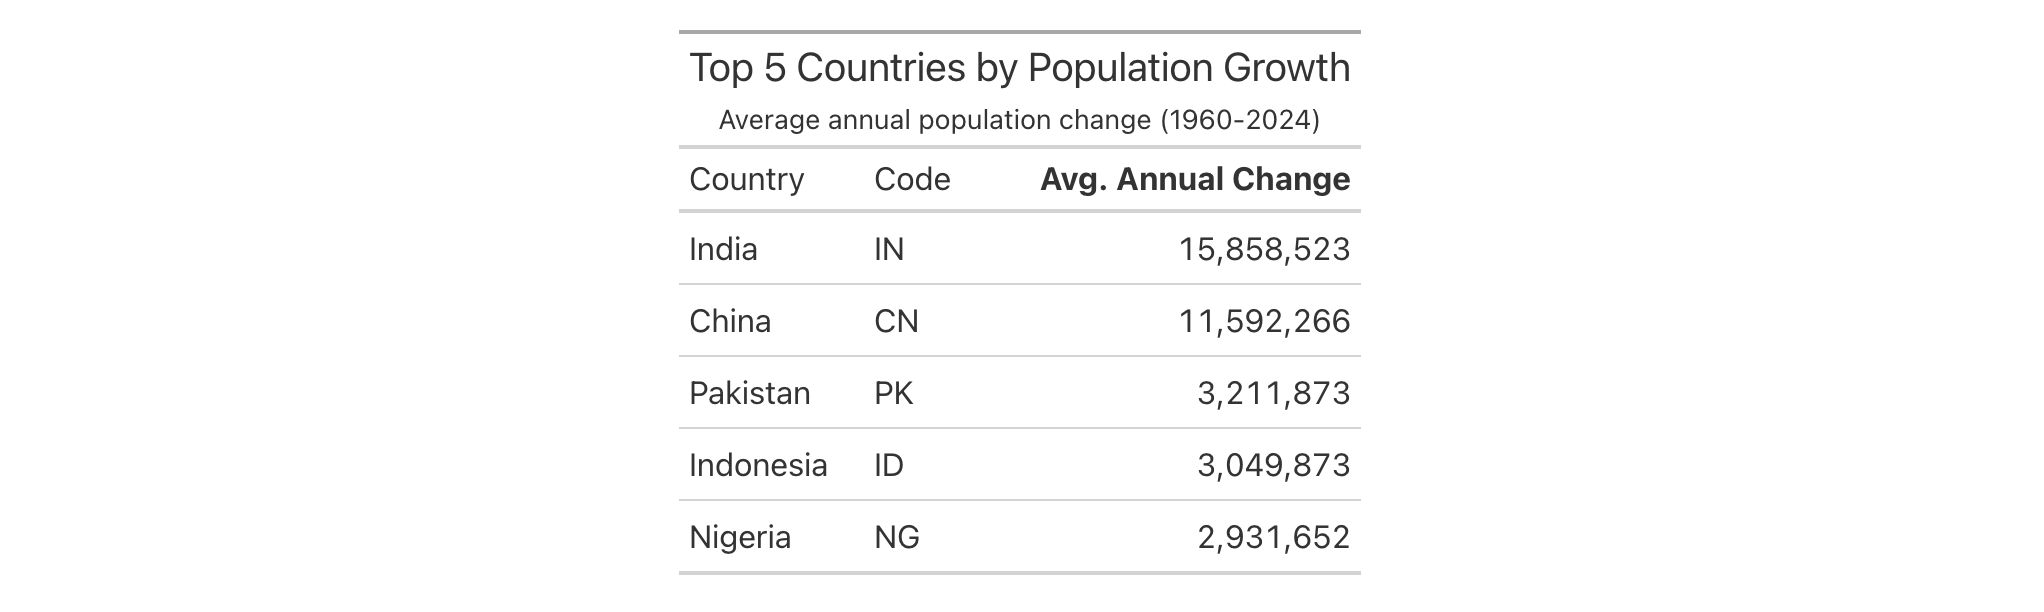 Top 5 Countries by Population Growth
Average annual population change (1960-2024)
Country Code Avg. Annual Change
India IN 15,858,523
China CN 11,592,266
Pakistan PK 3,211,873
Indonesia ID 3,049,873
Nigeria NG 2,931,652